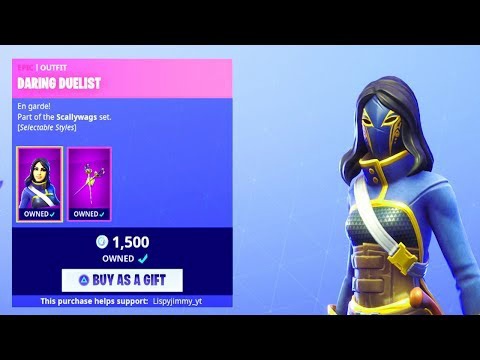 EPIC | OUTFIT
DARING DUELIST
En garde!
Part of the Scallywags set.
[Selectable Styles]
OWNED OWNED
1,500
OWNED
BUY AS A GIFT
This purchase helps support: Lispyjimmy_yt